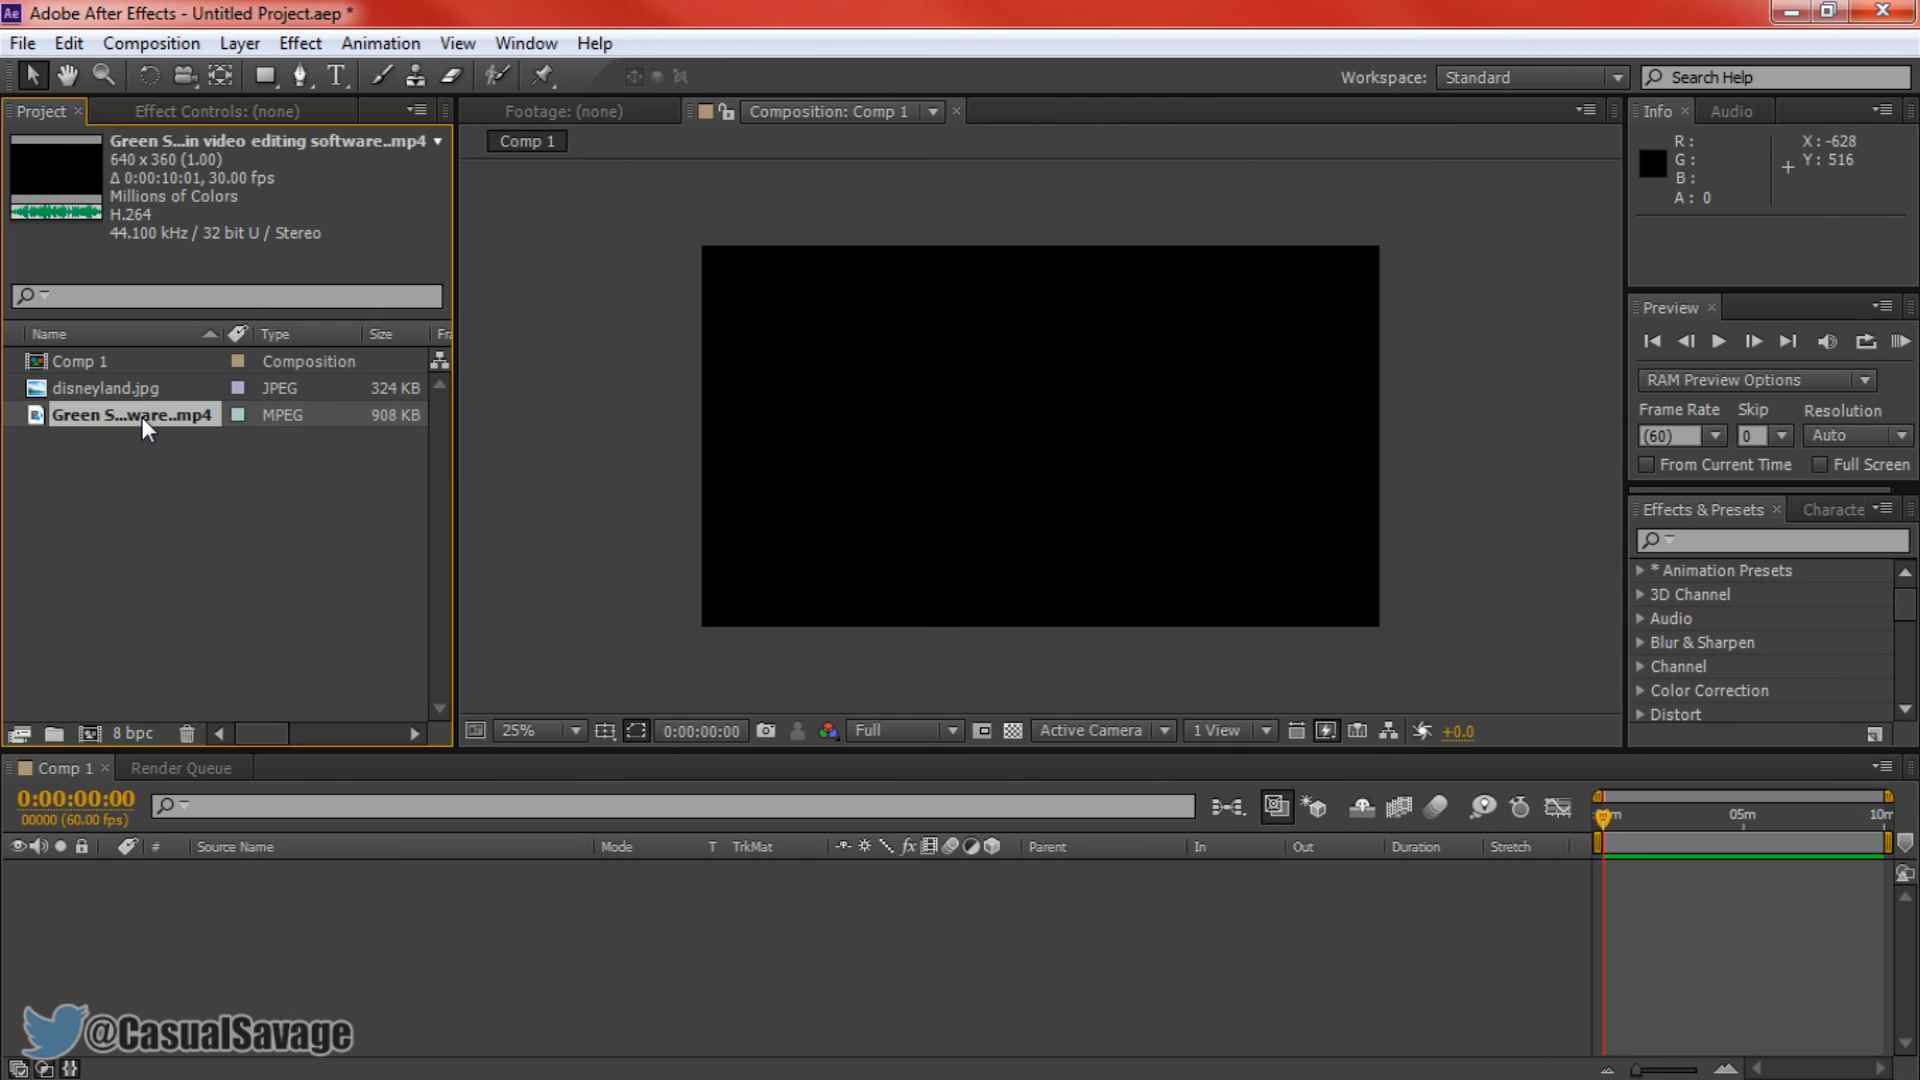 Ae Adobe After Effects - Untitled Project.aep *
File Edit Composition Layer Effect Animation View Window Help
Workspace: Standard Search Help
Project Effect Controls: (none) Footage: (none) Composition: Comp 1 Info Audio
Green S...in video editing software..mp4
640 x 360 (1.00)
Δ 0:00:10:01, 30.00 fps
Millions of Colors
H.264
44.100 kHz / 32 bit U / Stereo
Comp 1
R :
G :
B :
A : 0
X : -628
Y : 516
Preview
RAM Preview Options
Frame Rate Skip Resolution
(60) 0 Auto
From Current Time Full Screen
Name Type Size Fr
Comp 1 Composition
disneyland.jpg JPEG 324 KB
Green S...ware..mp4 MPEG 908 KB
Effects & Presets Characte
* Animation Presets
3D Channel
Audio
Blur & Sharpen
Channel
Color Correction
Distort
8 bpc
25% 0:00:00:00 Full Active Camera 1 View +0.0
Comp 1 Render Queue
0:00:00:00
00000 (60.00 fps)
05m 10m
# Source Name Mode T TrkMat fx Parent In Out Duration Stretch
@CasualSavage